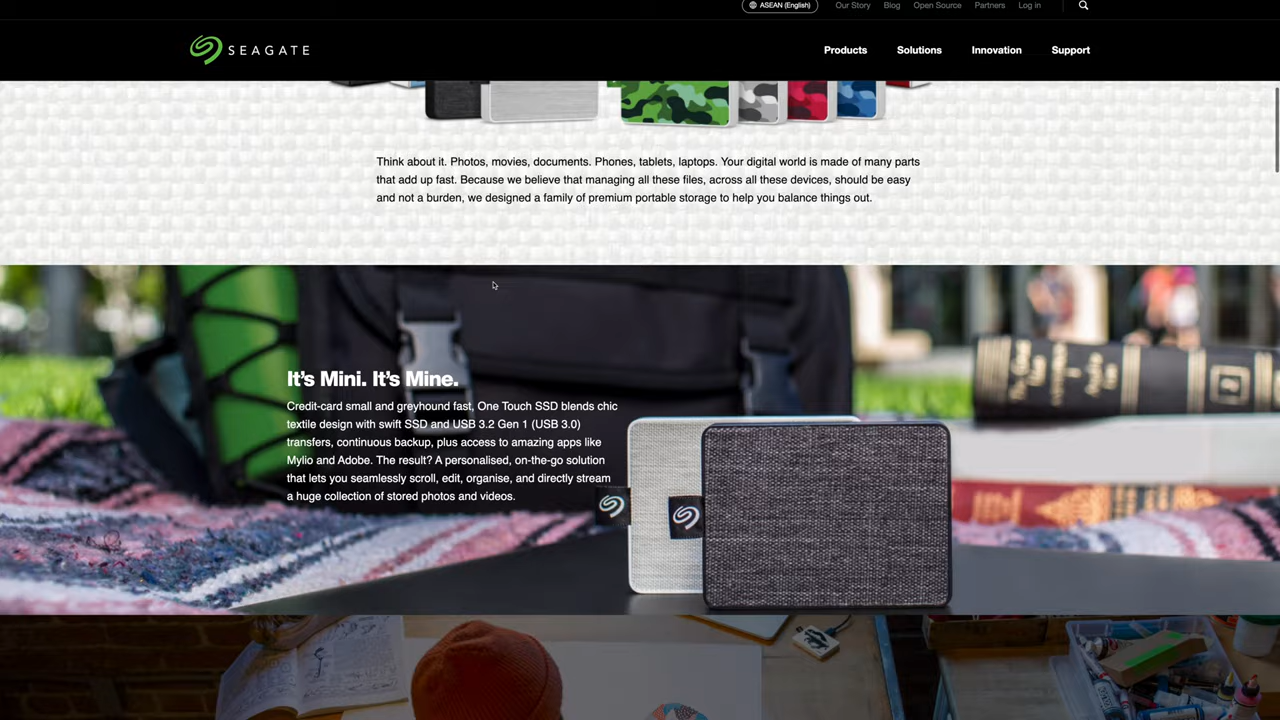 ASEAN (English) Our Story Blog Open Source Partners Log in
SEAGATE Products Solutions Innovation Support
Think about it. Photos, movies, documents. Phones, tablets, laptops. Your digital world is made of many parts
that add up fast. Because we believe that managing all these files, across all these devices, should be easy
and not a burden, we designed a family of premium portable storage to help you balance things out.
It's Mini. It's Mine.
Credit-card small and greyhound fast, One Touch SSD blends chic
textile design with swift SSD and USB 3.2 Gen 1 (USB 3.0)
transfers, continuous backup, plus access to amazing apps like
Mylio and Adobe. The result? A personalised, on-the-go solution
that lets you seamlessly scroll, edit, organise, and directly stream
a huge collection of stored photos and videos.